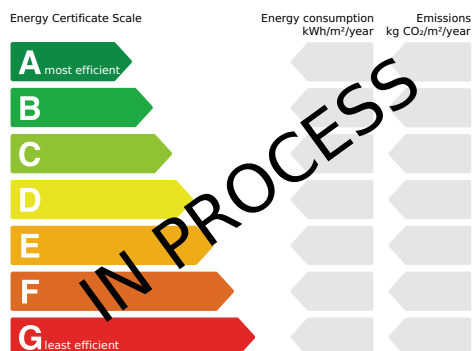 Energy Certificate Scale
Energy consumption
kWh/m²/year
Emissions
kg CO₂/m²/year
A most efficient
B
C
D
E
F
G least efficient
IN PROCESS